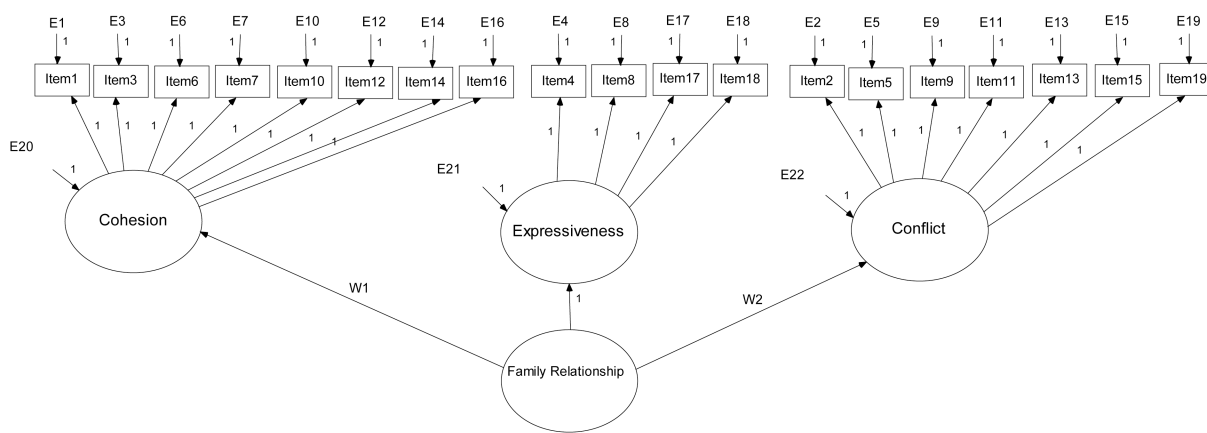 E1 E3 E6 E7 E10 E12 E14 E16 E4 E8 E17 E18 E2 E5 E9 E11 E13 E15 E19
1 1 1 1 1 1 1 1 1 1 1 1 1 1 1 1 1 1 1
Item1 Item3 Item6 Item7 Item10 Item12 Item14 Item16 Item4 Item8 Item17 Item18 Item2 Item5 Item9 Item11 Item13 Item15 Item19
1 1 1 1 1 1 1 1 1 1 1 1 1 1 1 1 1 1 1
E20 E21 E22
1 1 1
Cohesion Expressiveness Conflict
W1 1 W2
Family Relationship